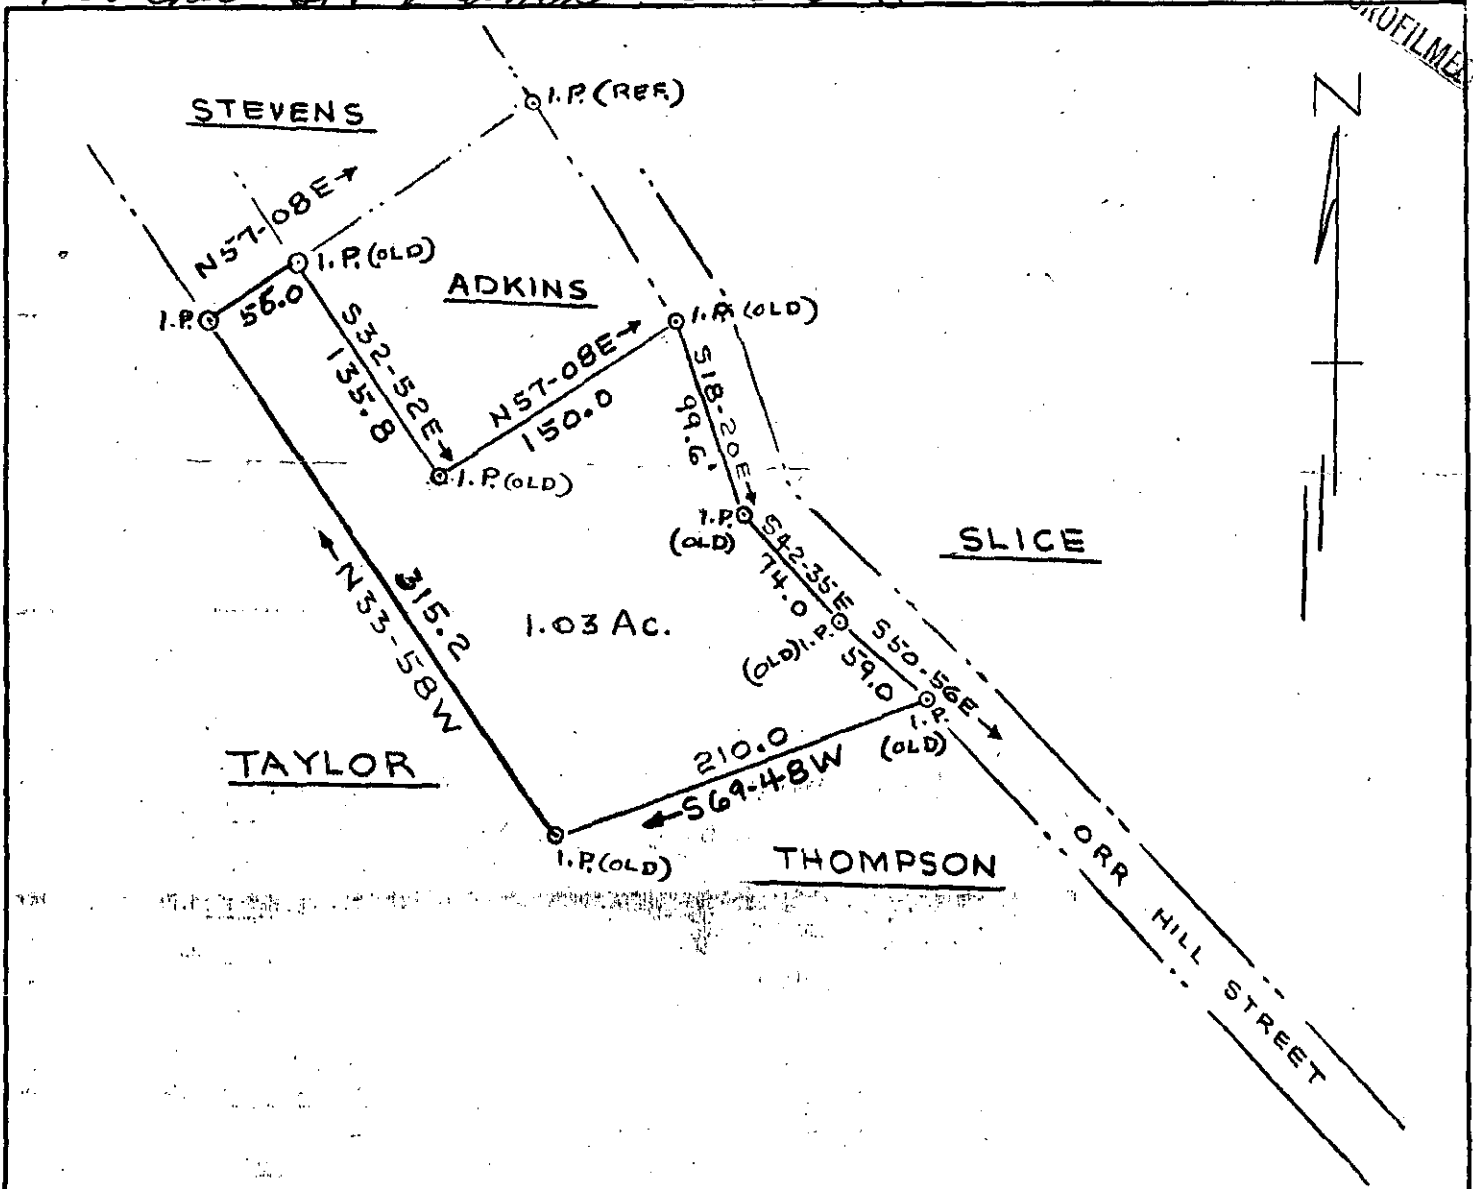 STEVENS
I.P. (REF.)
N
N57-08E
I.P. (OLD)
ADKINS
I.P.
56.0
S32-52E
135.8
I.P. (OLD)
N57-08E
150.0
S18-20E
99.6
I.P. (OLD)
I.P.
(OLD)
S42-35E
74.0
SLICE
315.2
N33-58W
1.03 Ac.
(OLD) I.P.
S50-56E
59.0
I.P.
(OLD)
TAYLOR
210.0
S69-48W
I.P. (OLD)
THOMPSON
ORR HILL STREET